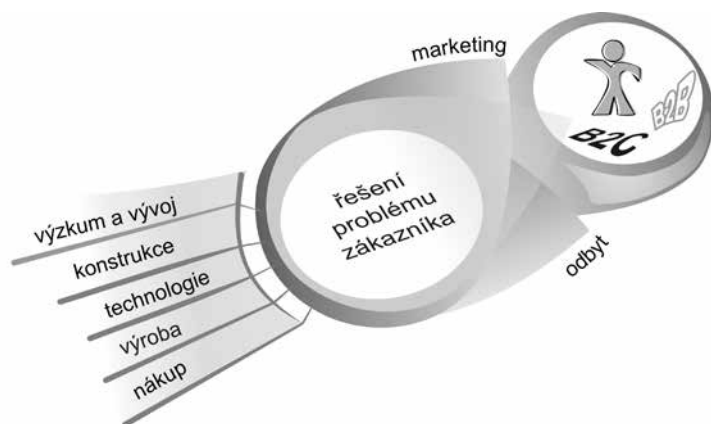 marketing
B2C
B2B
řešení
problému
zákazníka
odbyt
výzkum a vývoj
konstrukce
technologie
výroba
nákup